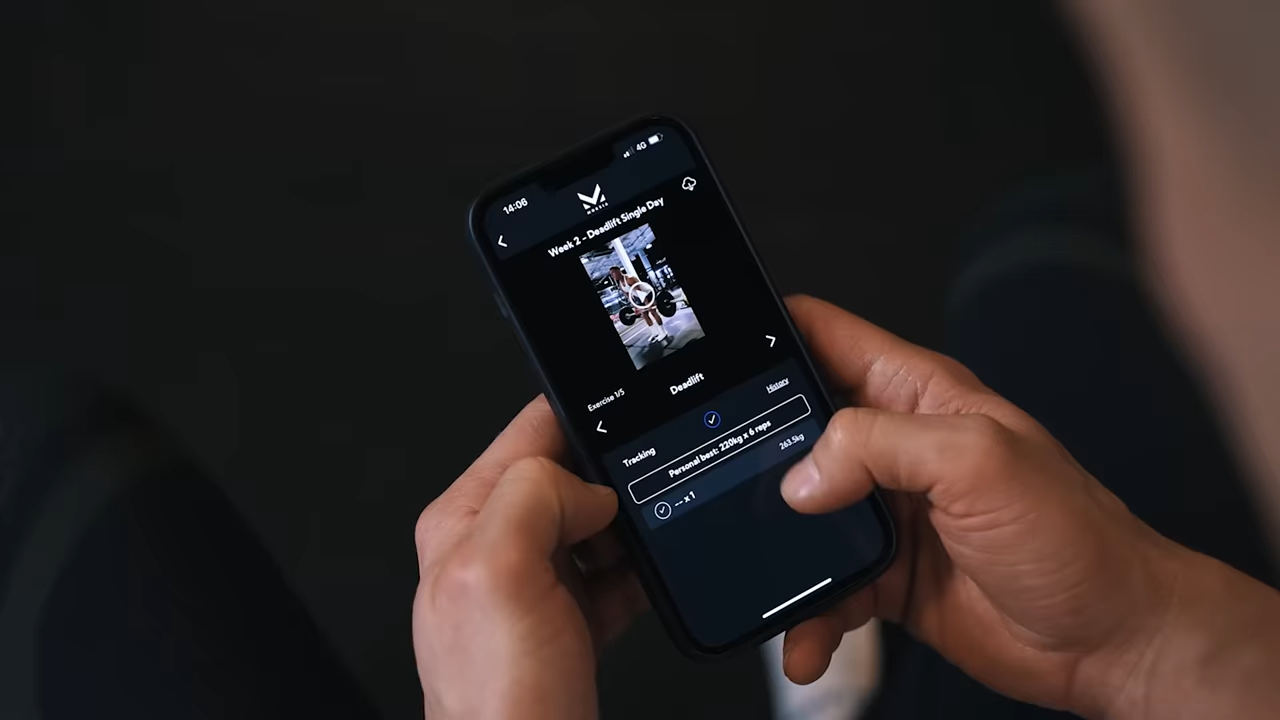 14:06
4G
Week 2 - Deadlift Single Day
Exercise 1/5
Deadlift
History
Tracking
Personal best: 220kg x 6 reps
-- x 1
263.5kg